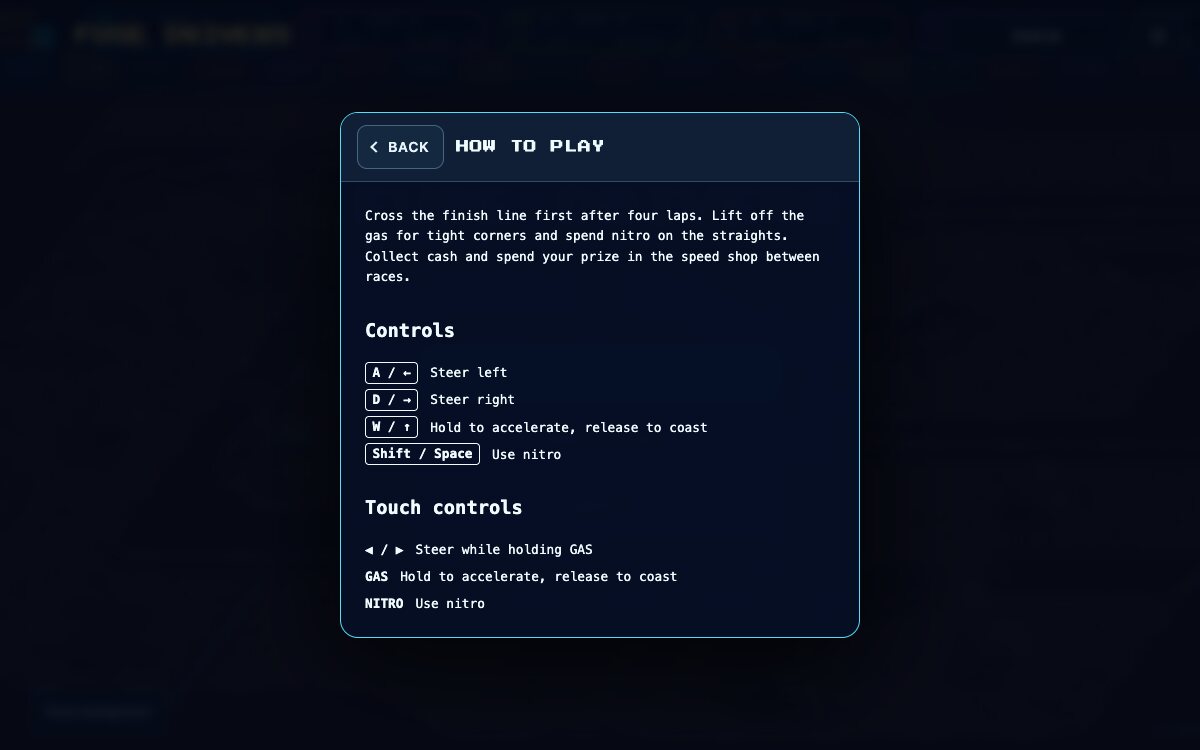 BACK
HOW TO PLAY
Cross the finish line first after four laps. Lift off the
gas for tight corners and spend nitro on the straights.
Collect cash and spend your prize in the speed shop between
races.
Controls
A / ← Steer left
D / → Steer right
W / ↑ Hold to accelerate, release to coast
Shift / Space Use nitro
Touch controls
◀ / ▶ Steer while holding GAS
GAS Hold to accelerate, release to coast
NITRO Use nitro